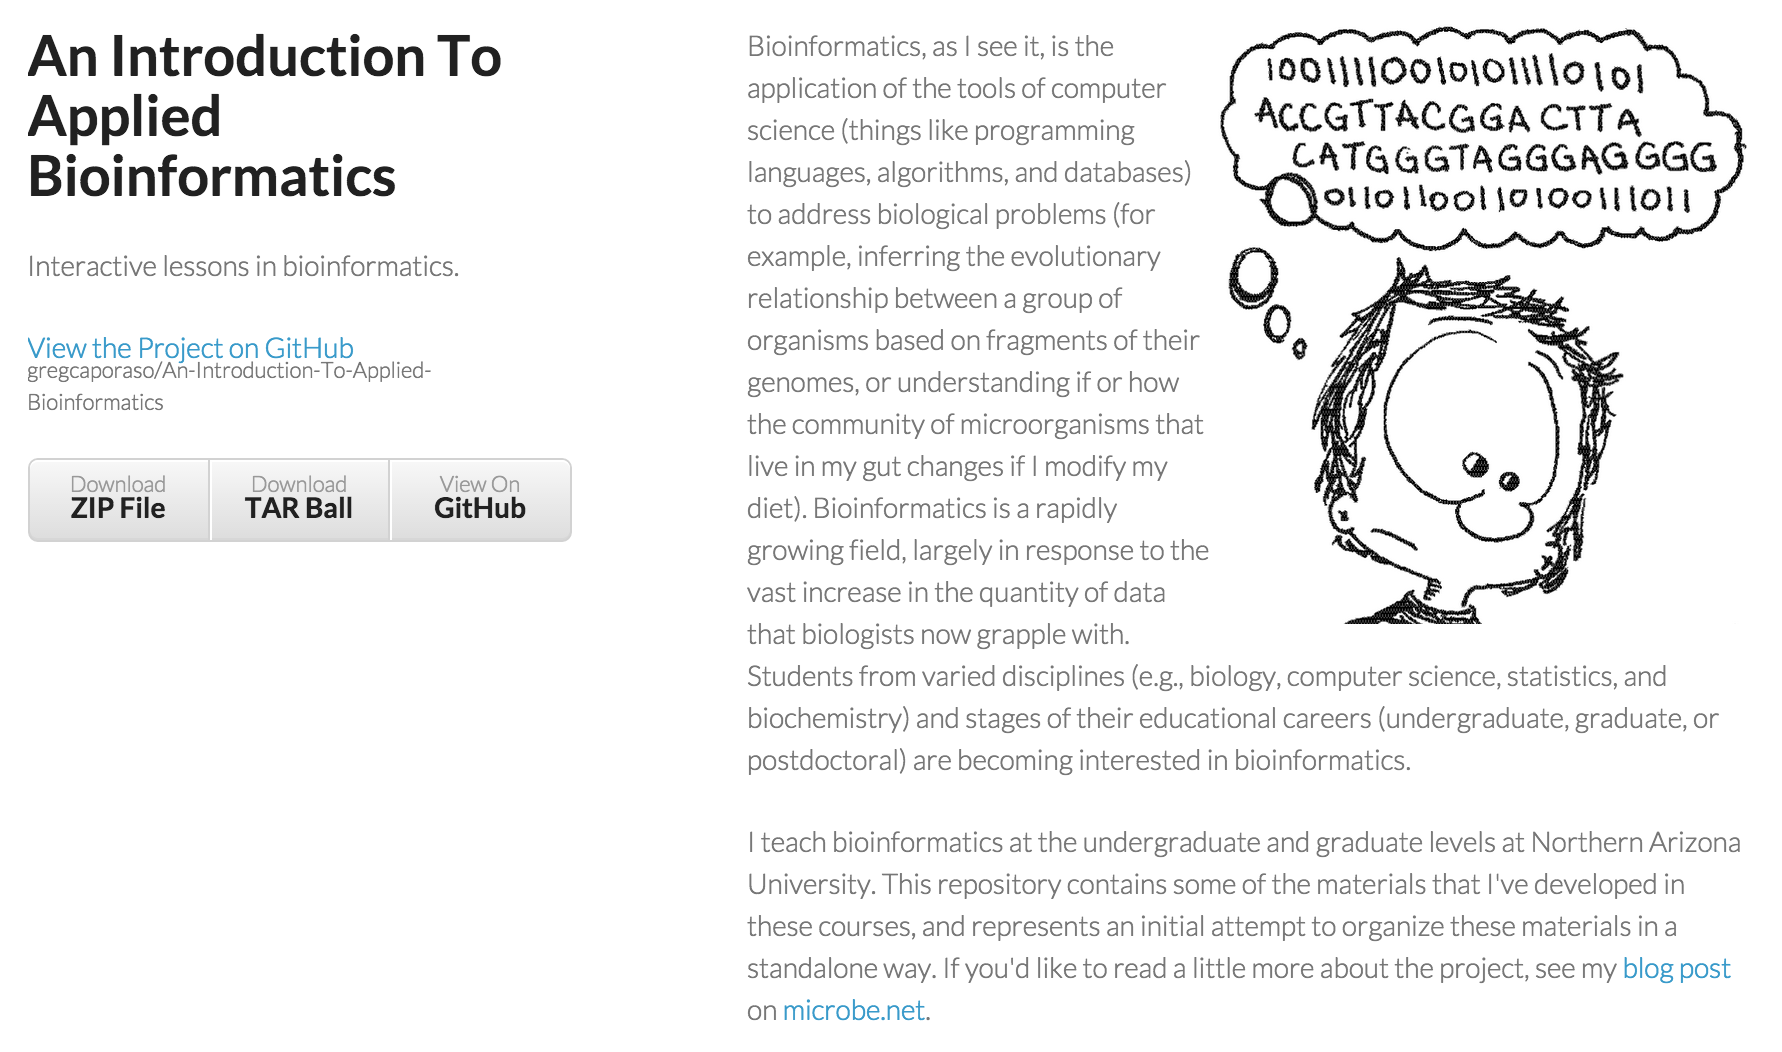 An Introduction To
Applied
Bioinformatics
Interactive lessons in bioinformatics.
View the Project on GitHub
gregcaporaso/An-Introduction-To-Applied-
Bioinformatics
Download
ZIP File
Download
TAR Ball
View On
GitHub
Bioinformatics, as I see it, is the
application of the tools of computer
science (things like programming
languages, algorithms, and databases)
to address biological problems (for
example, inferring the evolutionary
relationship between a group of
organisms based on fragments of their
genomes, or understanding if or how
the community of microorganisms that
live in my gut changes if I modify my
diet). Bioinformatics is a rapidly
growing field, largely in response to the
vast increase in the quantity of data
that biologists now grapple with.
Students from varied disciplines (e.g., biology, computer science, statistics, and
biochemistry) and stages of their educational careers (undergraduate, graduate, or
postdoctoral) are becoming interested in bioinformatics.
I teach bioinformatics at the undergraduate and graduate levels at Northern Arizona
University. This repository contains some of the materials that I've developed in
these courses, and represents an initial attempt to organize these materials in a
standalone way. If you'd like to read a little more about the project, see my blog post
on microbe.net.
100111100101011110101
ACCGTTACGGA CTTA
CATGGGTAGGGAGGGG
01101100110100111011